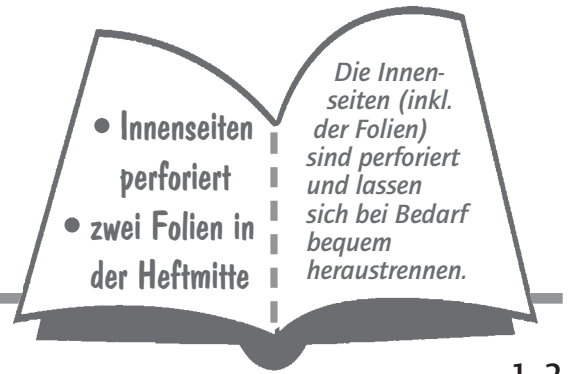 • Innenseiten
perforiert
• zwei Folien in
der Heftmitte
Die Innen-
seiten (inkl.
der Folien)
sind perforiert
und lassen
sich bei Bedarf
bequem
heraustrennen.